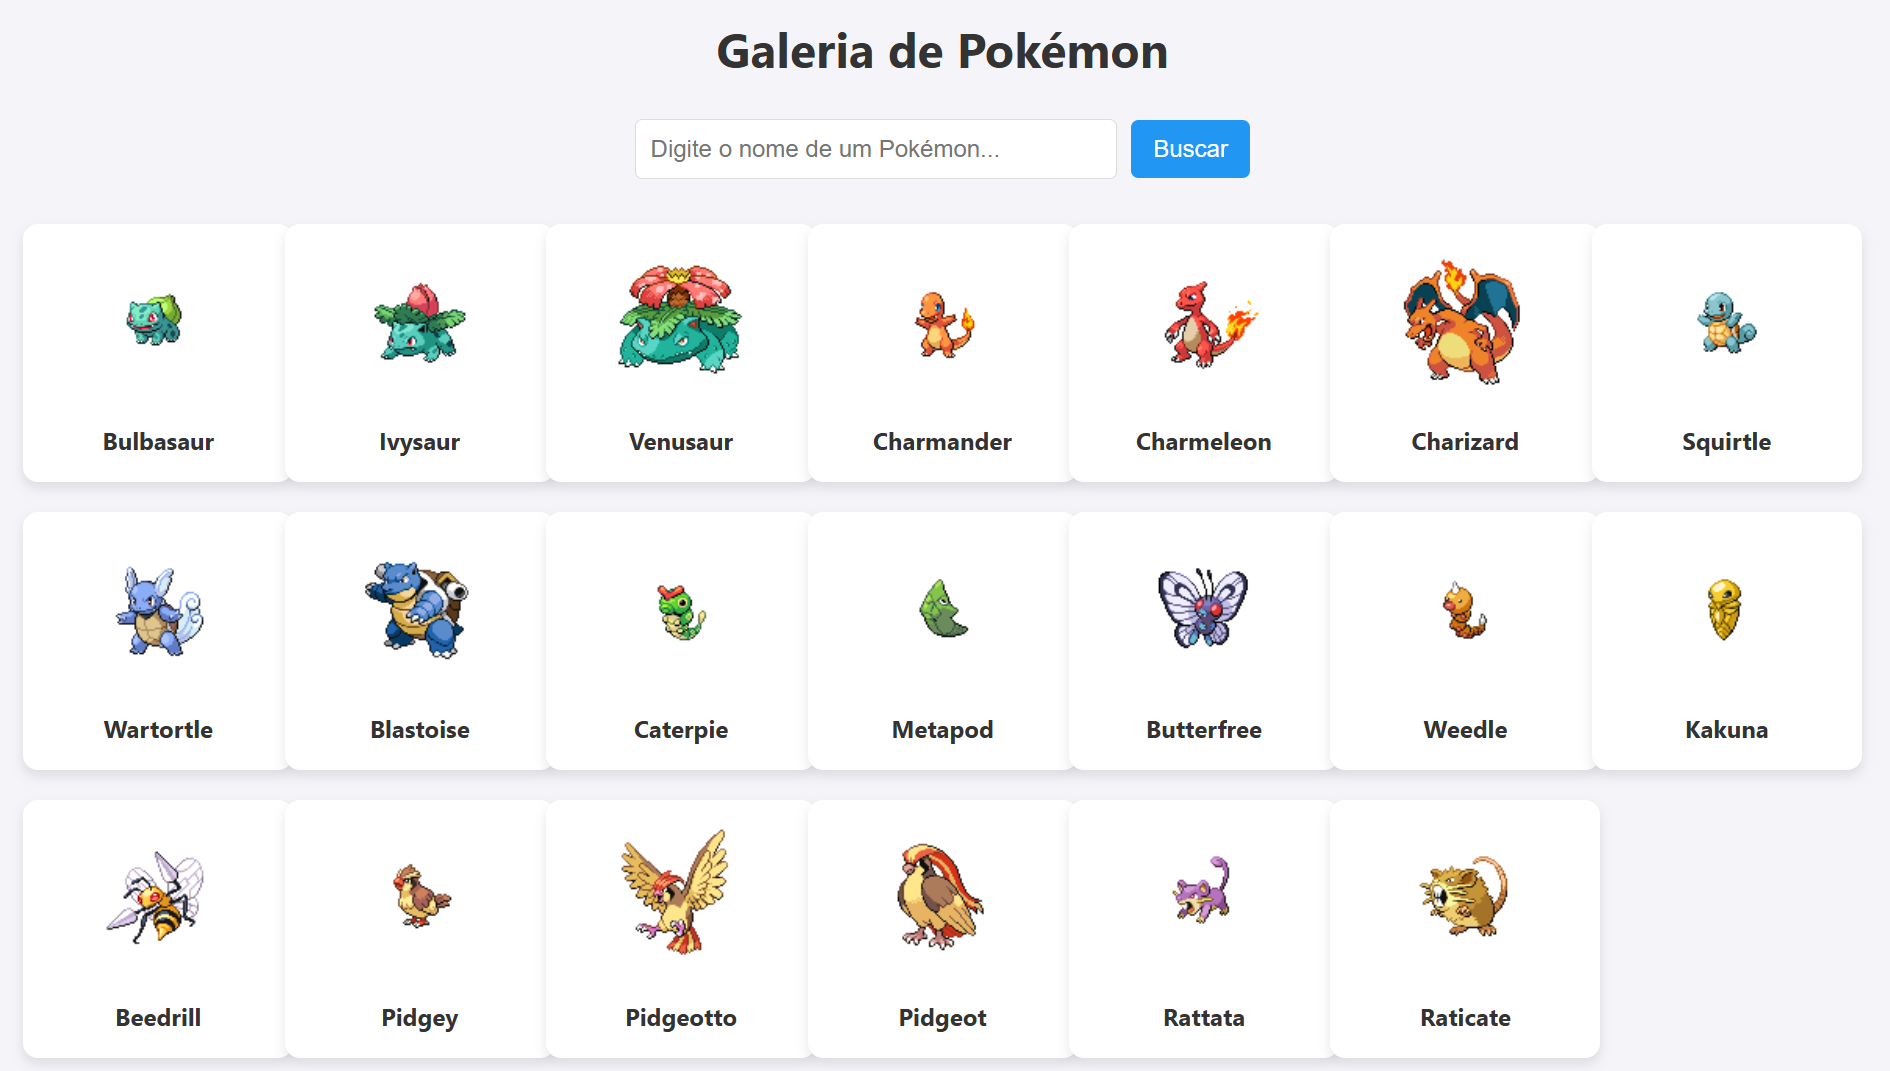 Galeria de Pokémon
Digite o nome de um Pokémon... Buscar
Bulbasaur Ivysaur Venusaur Charmander Charmeleon Charizard Squirtle
Wartortle Blastoise Caterpie Metapod Butterfree Weedle Kakuna
Beedrill Pidgey Pidgeotto Pidgeot Rattata Raticate